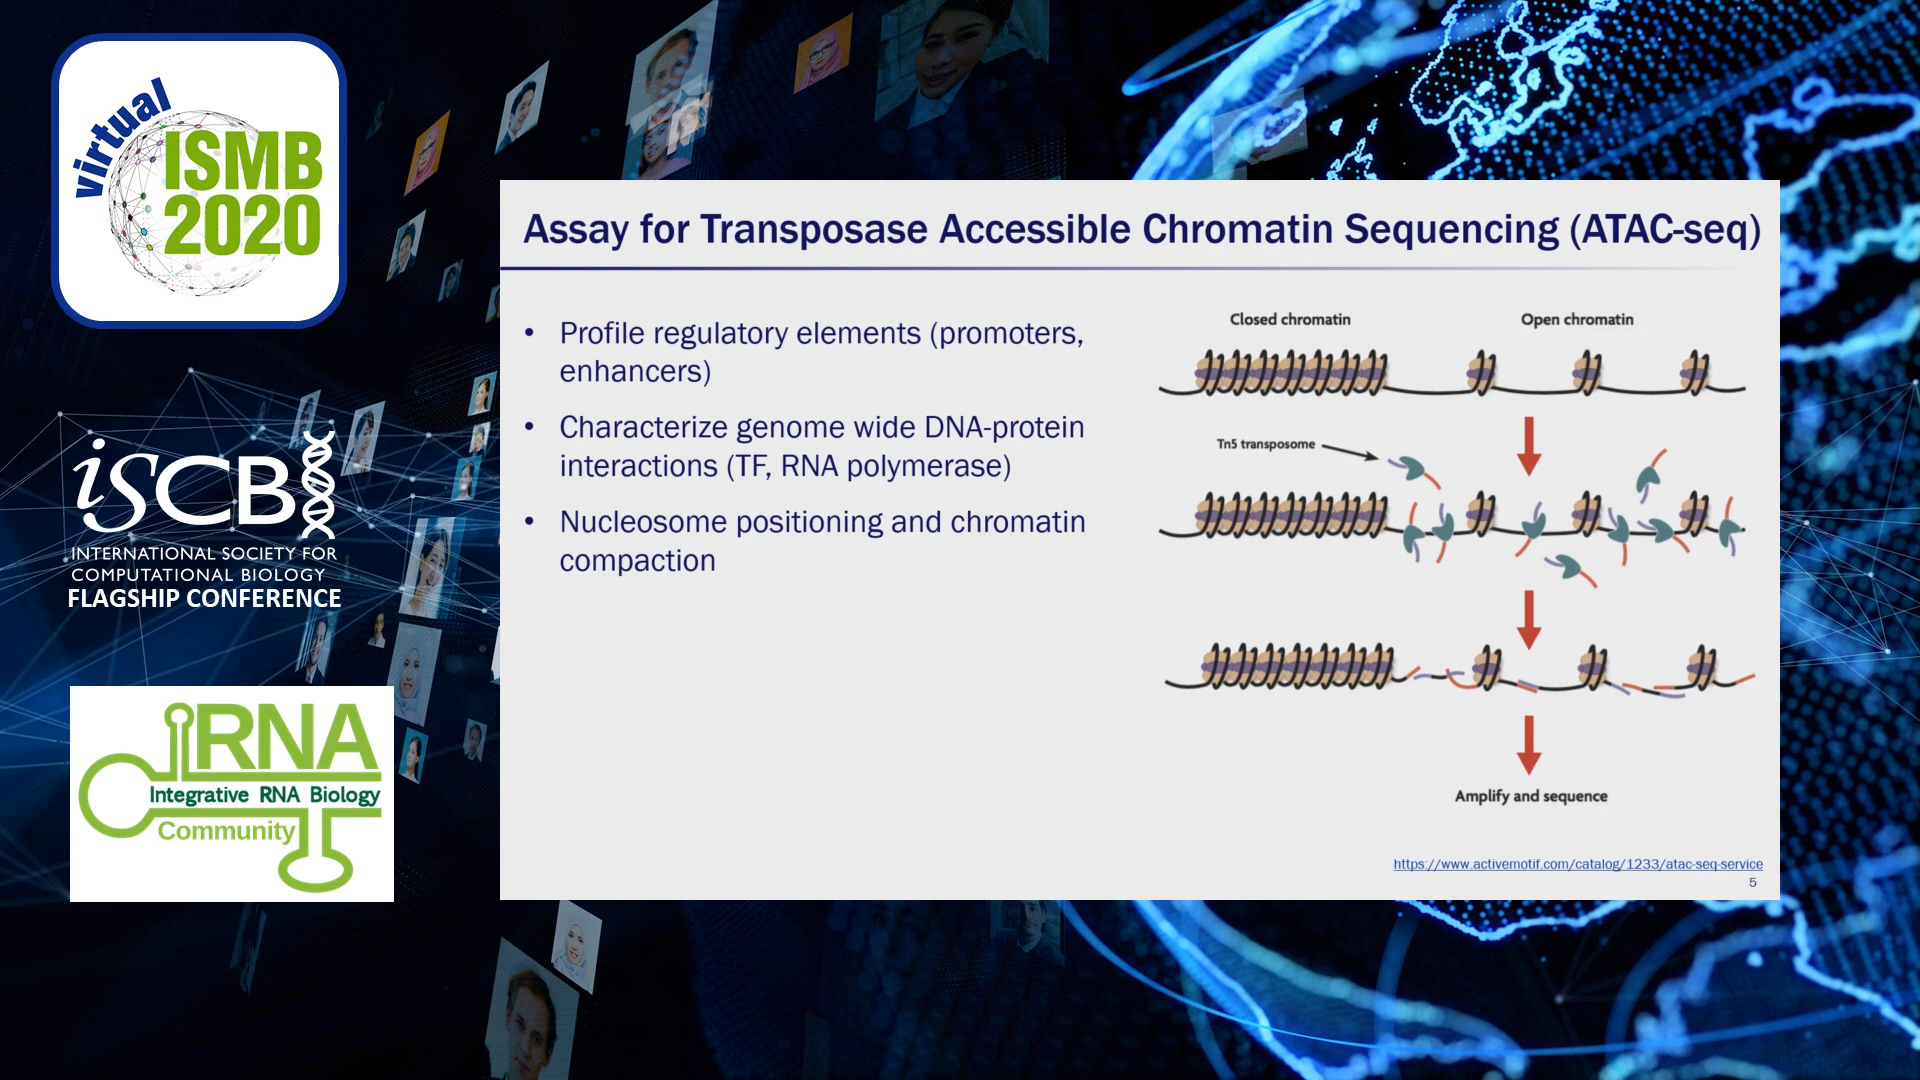 virtual
ISMB
2020
iSCB
INTERNATIONAL SOCIETY FOR
COMPUTATIONAL BIOLOGY
FLAGSHIP CONFERENCE
iRNA
Integrative RNA Biology
Community
Assay for Transposase Accessible Chromatin Sequencing (ATAC-seq)
• Profile regulatory elements (promoters,
enhancers)
• Characterize genome wide DNA-protein
interactions (TF, RNA polymerase)
• Nucleosome positioning and chromatin
compaction
Closed chromatin
Open chromatin
Tn5 transposome
Amplify and sequence
https://www.activemotif.com/catalog/1233/atac-seq-service
5